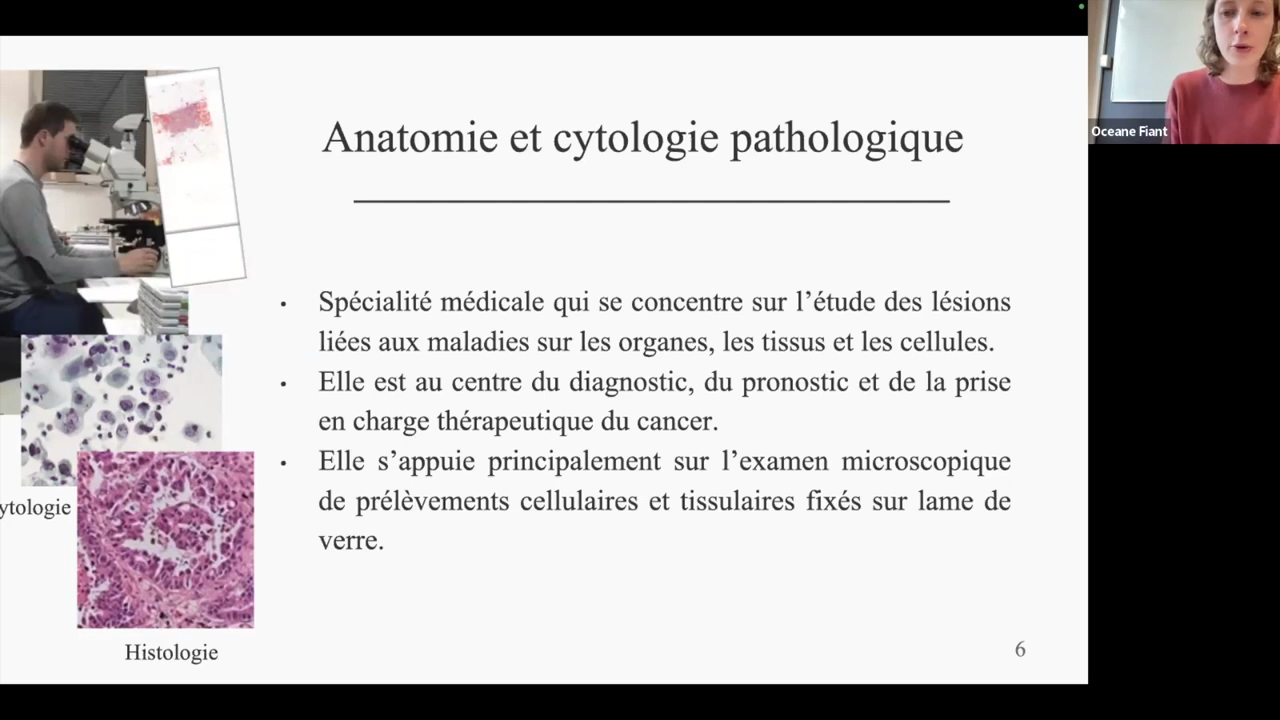 Anatomie et cytologie pathologique
Spécialité médicale qui se concentre sur l’étude des lésions
liées aux maladies sur les organes, les tissus et les cellules.
Elle est au centre du diagnostic, du pronostic et de la prise
en charge thérapeutique du cancer.
Elle s’appuie principalement sur l’examen microscopique
de prélèvements cellulaires et tissulaires fixés sur lame de
verre.
ytologie
Histologie
6
Oceane Fiant